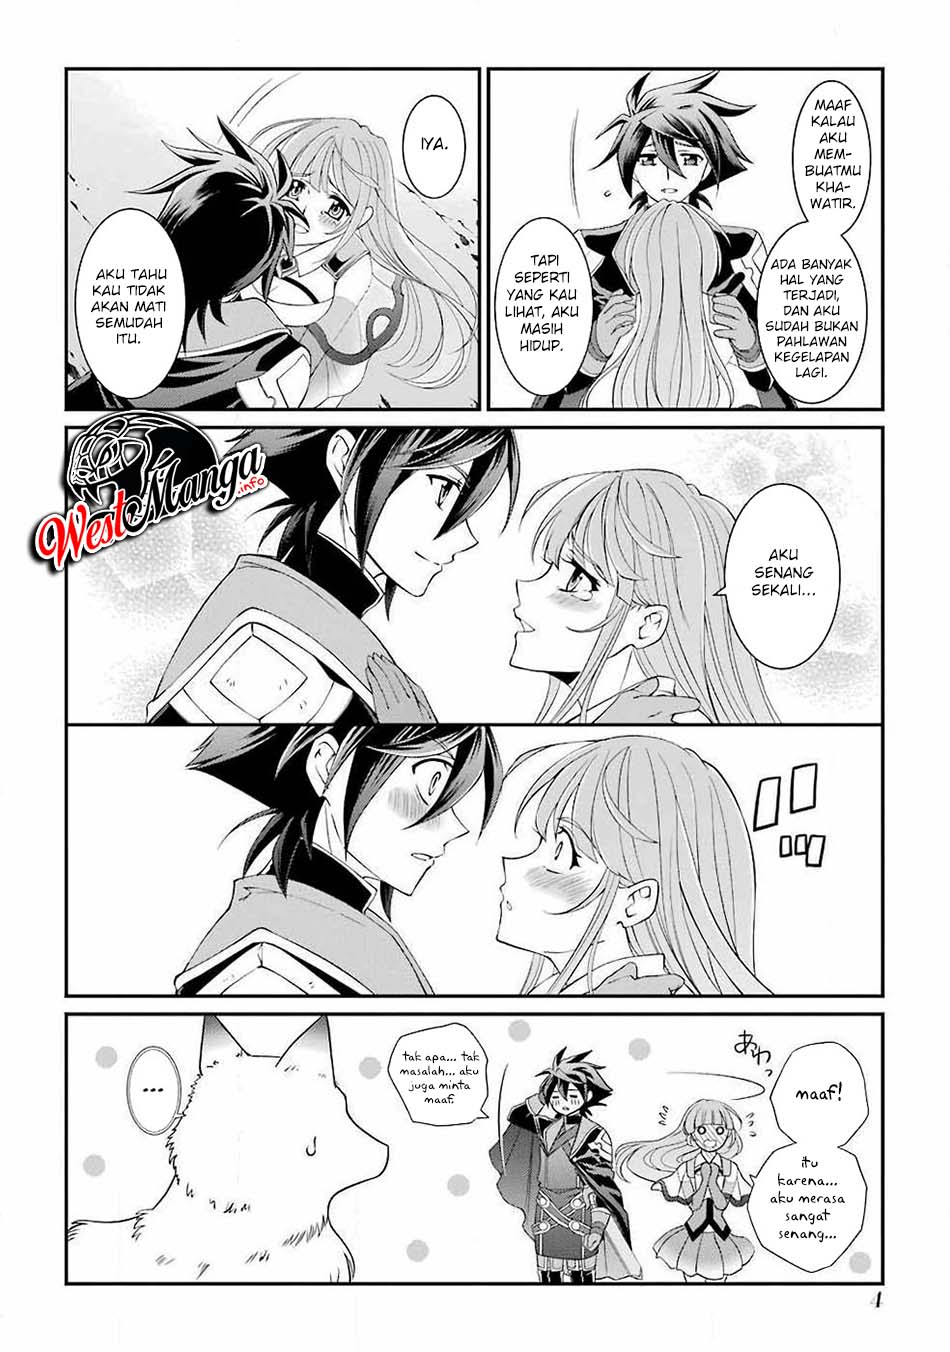 MAAF
KALAU
AKU
MEM-
BUATMU
KHA-
WATIR.
ADA BANYAK
HAL YANG
TERJADI,
DAN AKU
SUDAH BUKAN
PAHLAWAN
KEGELAPAN
LAGI.
TAPI
SEPERTI
YANG KAU
LIHAT, AKU
MASIH
HIDUP.
IYA.
AKU TAHU
KAU TIDAK
AKAN MATI
SEMUDAH
ITU.
WestManga
.info
AKU
SENANG
SEKALI...
maaf!
あわっ
itu
karena...
aku merasa
sangat
senang....
tak apa... tak
masalah... aku
juga minta
maaf.
...
4